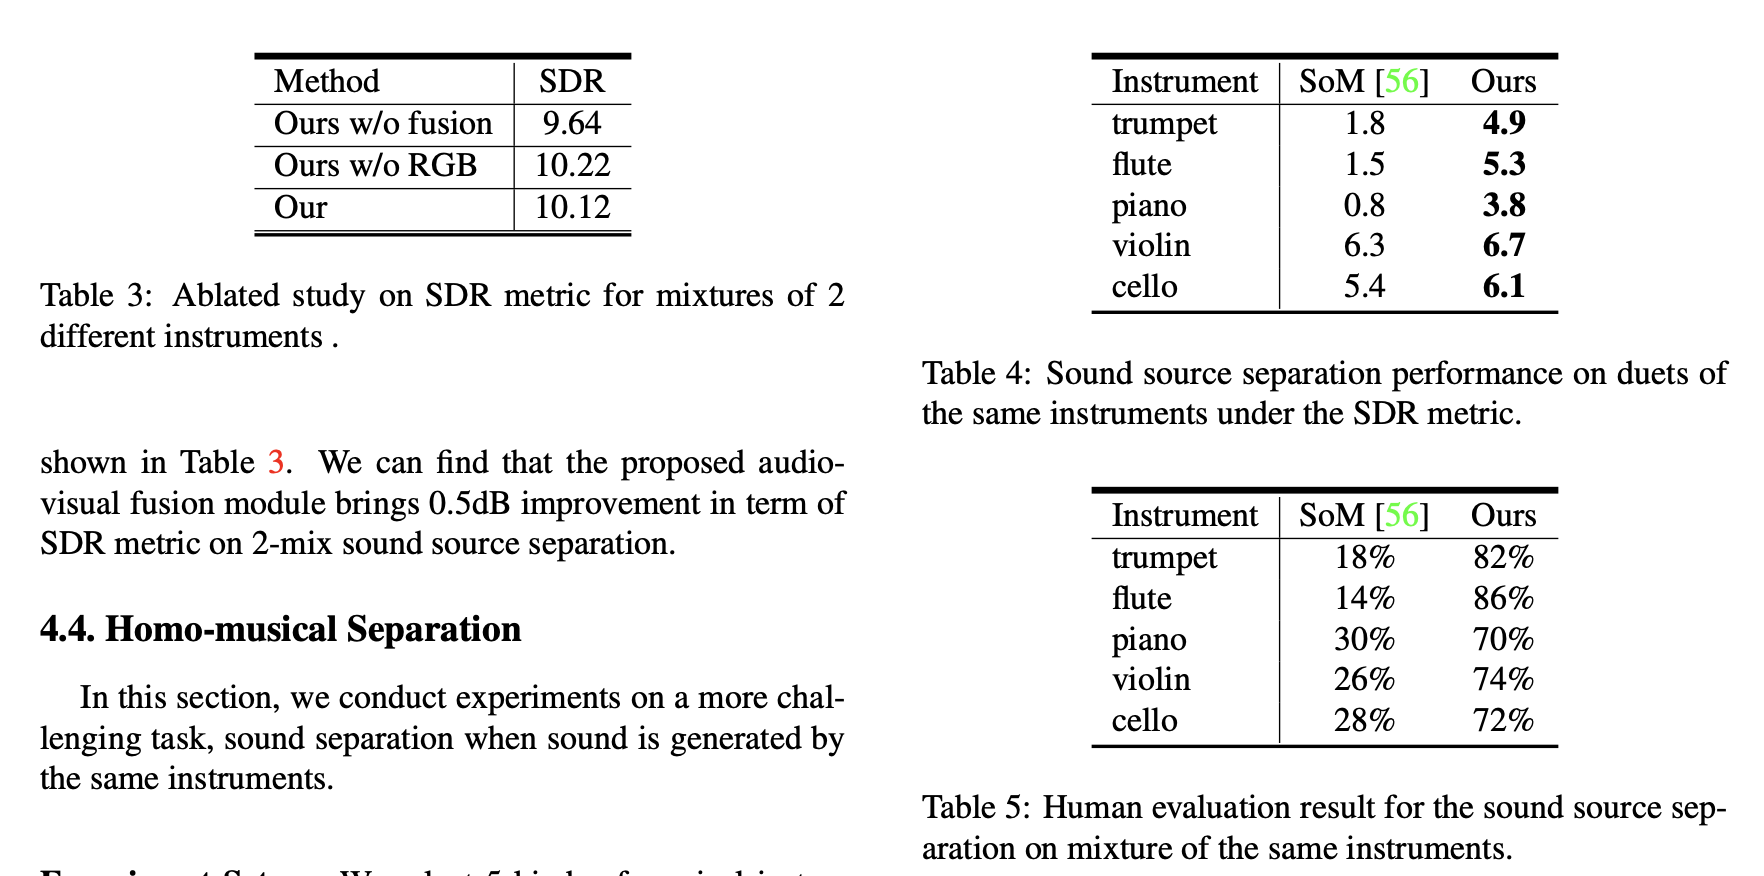 Method SDR
Ours w/o fusion 9.64
Ours w/o RGB 10.22
Our 10.12
Table 3: Ablated study on SDR metric for mixtures of 2
different instruments .
shown in Table 3. We can find that the proposed audio-
visual fusion module brings 0.5dB improvement in term of
SDR metric on 2-mix sound source separation.
4.4. Homo-musical Separation
In this section, we conduct experiments on a more chal-
lenging task, sound separation when sound is generated by
the same instruments.
Instrument SoM [56] Ours
trumpet 1.8 4.9
flute 1.5 5.3
piano 0.8 3.8
violin 6.3 6.7
cello 5.4 6.1
Table 4: Sound source separation performance on duets of
the same instruments under the SDR metric.
Instrument SoM [56] Ours
trumpet 18% 82%
flute 14% 86%
piano 30% 70%
violin 26% 74%
cello 28% 72%
Table 5: Human evaluation result for the sound source sep-
aration on mixture of the same instruments.